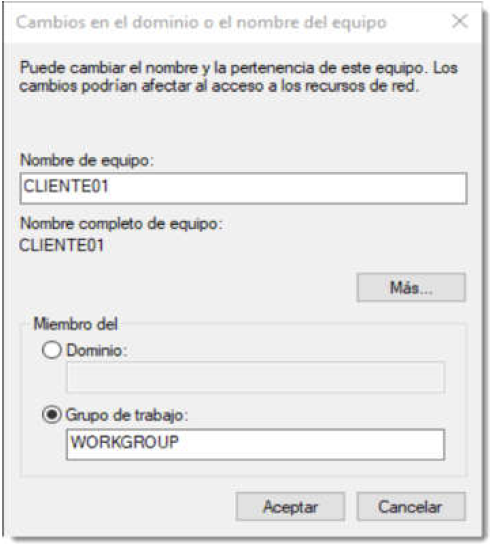 Cambios en el dominio o el nombre del equipo
Puede cambiar el nombre y la pertenencia de este equipo. Los
cambios podrían afectar al acceso a los recursos de red.
Nombre de equipo:
CLIENTE01
Nombre completo de equipo:
CLIENTE01
Más...
Miembro del
Dominio:
Grupo de trabajo:
WORKGROUP
Aceptar Cancelar